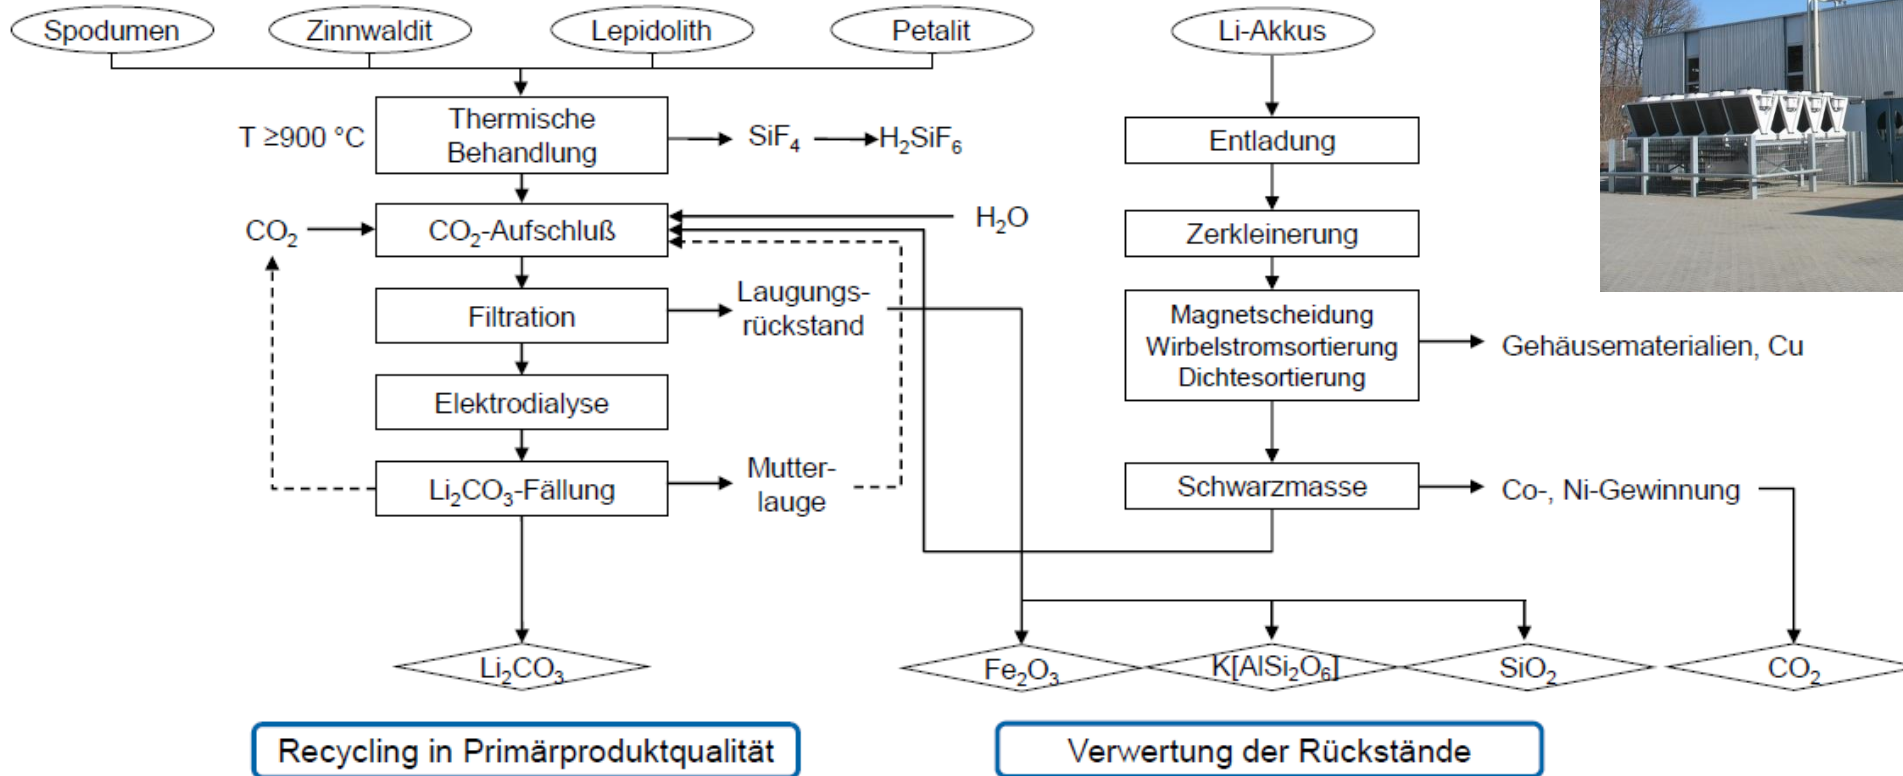 Spodumen
Zinnwaldit
Lepidolith
Petalit
Li-Akkus
T ≥900 °C
Thermische
Behandlung
SiF₄
H₂SiF₆
Entladung
CO₂
CO₂-Aufschluß
H₂O
Zerkleinerung
Filtration
Laugungs-
rückstand
Magnetscheidung
Wirbelstromsortierung
Dichtesortierung
Gehäusematerialien, Cu
Elektrodialyse
Li₂CO₃-Fällung
Mutter-
lauge
Schwarzmasse
Co-, Ni-Gewinnung
Li₂CO₃
Fe₂O₃
K[AlSi₂O₆]
SiO₂
CO₂
Recycling in Primärproduktqualität
Verwertung der Rückstände